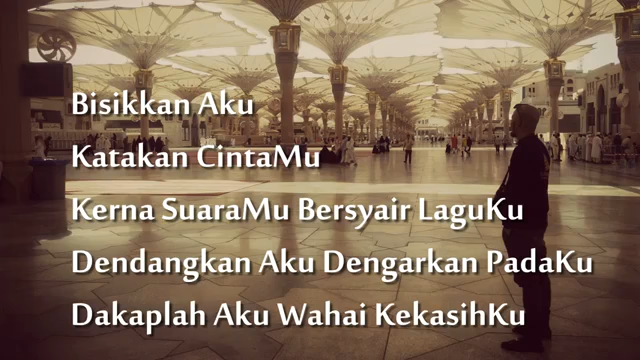 Bisikkan Aku
Katakan CintaMu
Kerna SuaraMu Bersyair LaguKu
Dendangkan Aku Dengarkan PadaKu
Dakaplah Aku Wahai KekasihKu